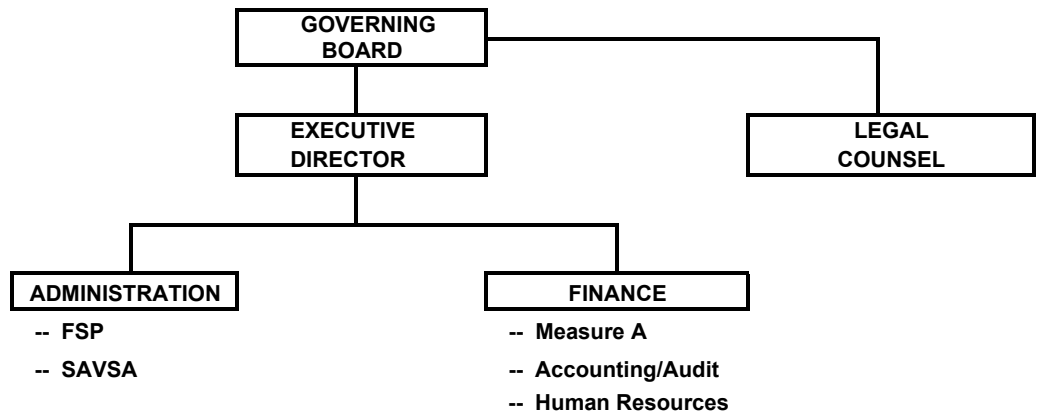 GOVERNING
BOARD
EXECUTIVE
DIRECTOR
LEGAL
COUNSEL
ADMINISTRATION
-- FSP
-- SAVSA
FINANCE
-- Measure A
-- Accounting/Audit
-- Human Resources